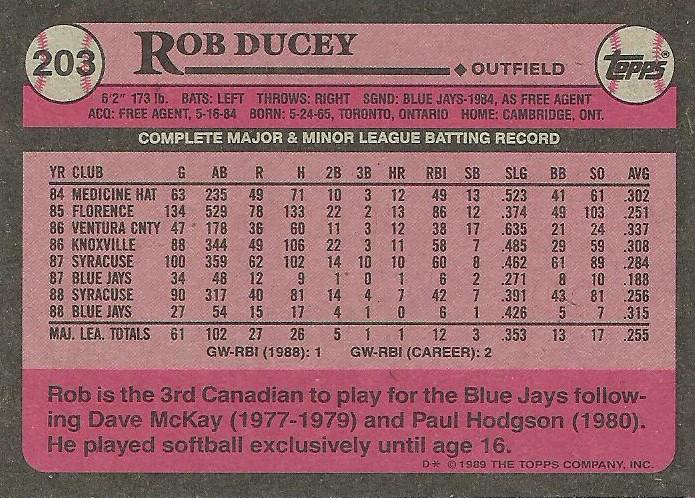 203 ROB DUCEY Topps
◆ OUTFIELD
6'2" 173 lb. BATS: LEFT THROWS: RIGHT SGND: BLUE JAYS-1984, AS FREE AGENT
ACQ: FREE AGENT, 5-16-84 BORN: 5-24-65, TORONTO, ONTARIO HOME: CAMBRIDGE, ONT.
COMPLETE MAJOR & MINOR LEAGUE BATTING RECORD
YR CLUB G AB R H 2B 3B HR RBI SB SLG BB SO AVG
84 MEDICINE HAT 63 235 49 71 10 3 12 49 13 .523 41 61 .302
85 FLORENCE 134 529 78 133 22 2 13 86 12 .374 49 103 .251
86 VENTURA CNTY 47 178 36 60 11 3 12 38 17 .635 21 24 .337
86 KNOXVILLE 88 344 49 106 22 3 11 58 7 .485 29 59 .308
87 SYRACUSE 100 359 62 102 14 10 10 60 8 .462 61 89 .284
87 BLUE JAYS 34 48 12 9 1 0 1 6 2 .271 8 10 .188
88 SYRACUSE 90 317 40 81 14 4 7 42 7 .391 43 81 .256
88 BLUE JAYS 27 54 15 17 4 1 0 6 1 .426 5 7 .315
MAJ. LEA. TOTALS 61 102 27 26 5 1 1 12 3 .353 13 17 .255
GW-RBI (1988): 1 GW-RBI (CAREER): 2
Rob is the 3rd Canadian to play for the Blue Jays follow-
ing Dave McKay (1977-1979) and Paul Hodgson (1980).
He played softball exclusively until age 16.
D* © 1989 THE TOPPS COMPANY, INC.